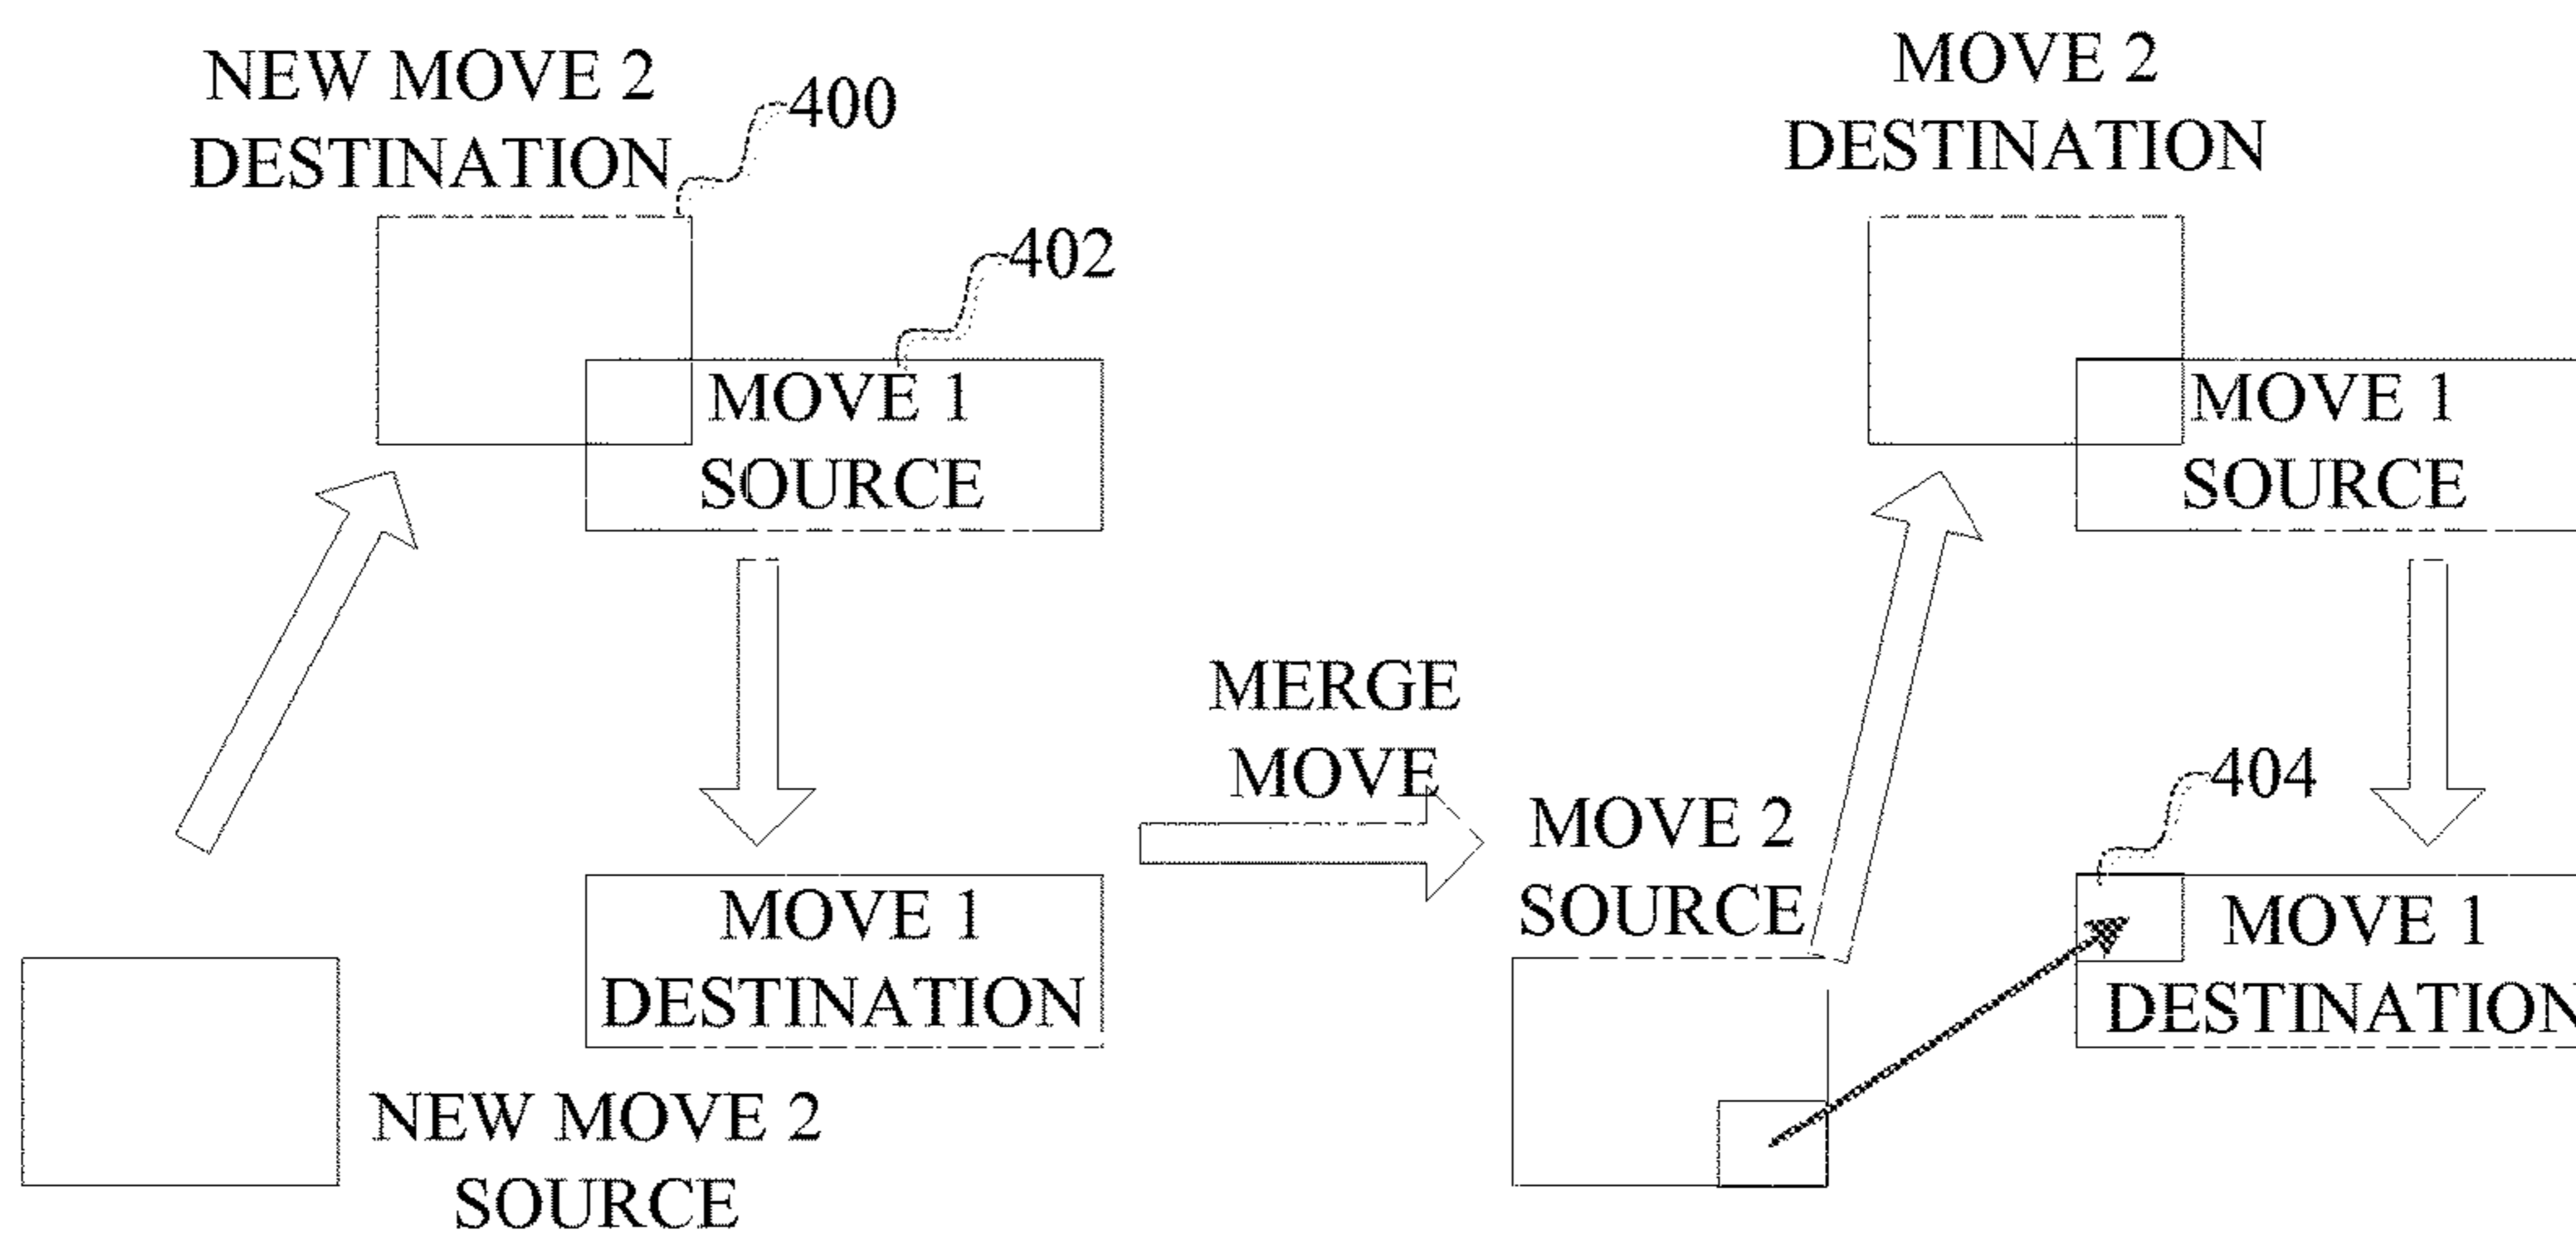 NEW MOVE 2
DESTINATION
400
402
MOVE 1
SOURCE
MOVE 1
DESTINATION
NEW MOVE 2
SOURCE
MERGE
MOVE
MOVE 2
DESTINATION
MOVE 1
SOURCE
MOVE 2
SOURCE
404
MOVE 1
DESTINATION